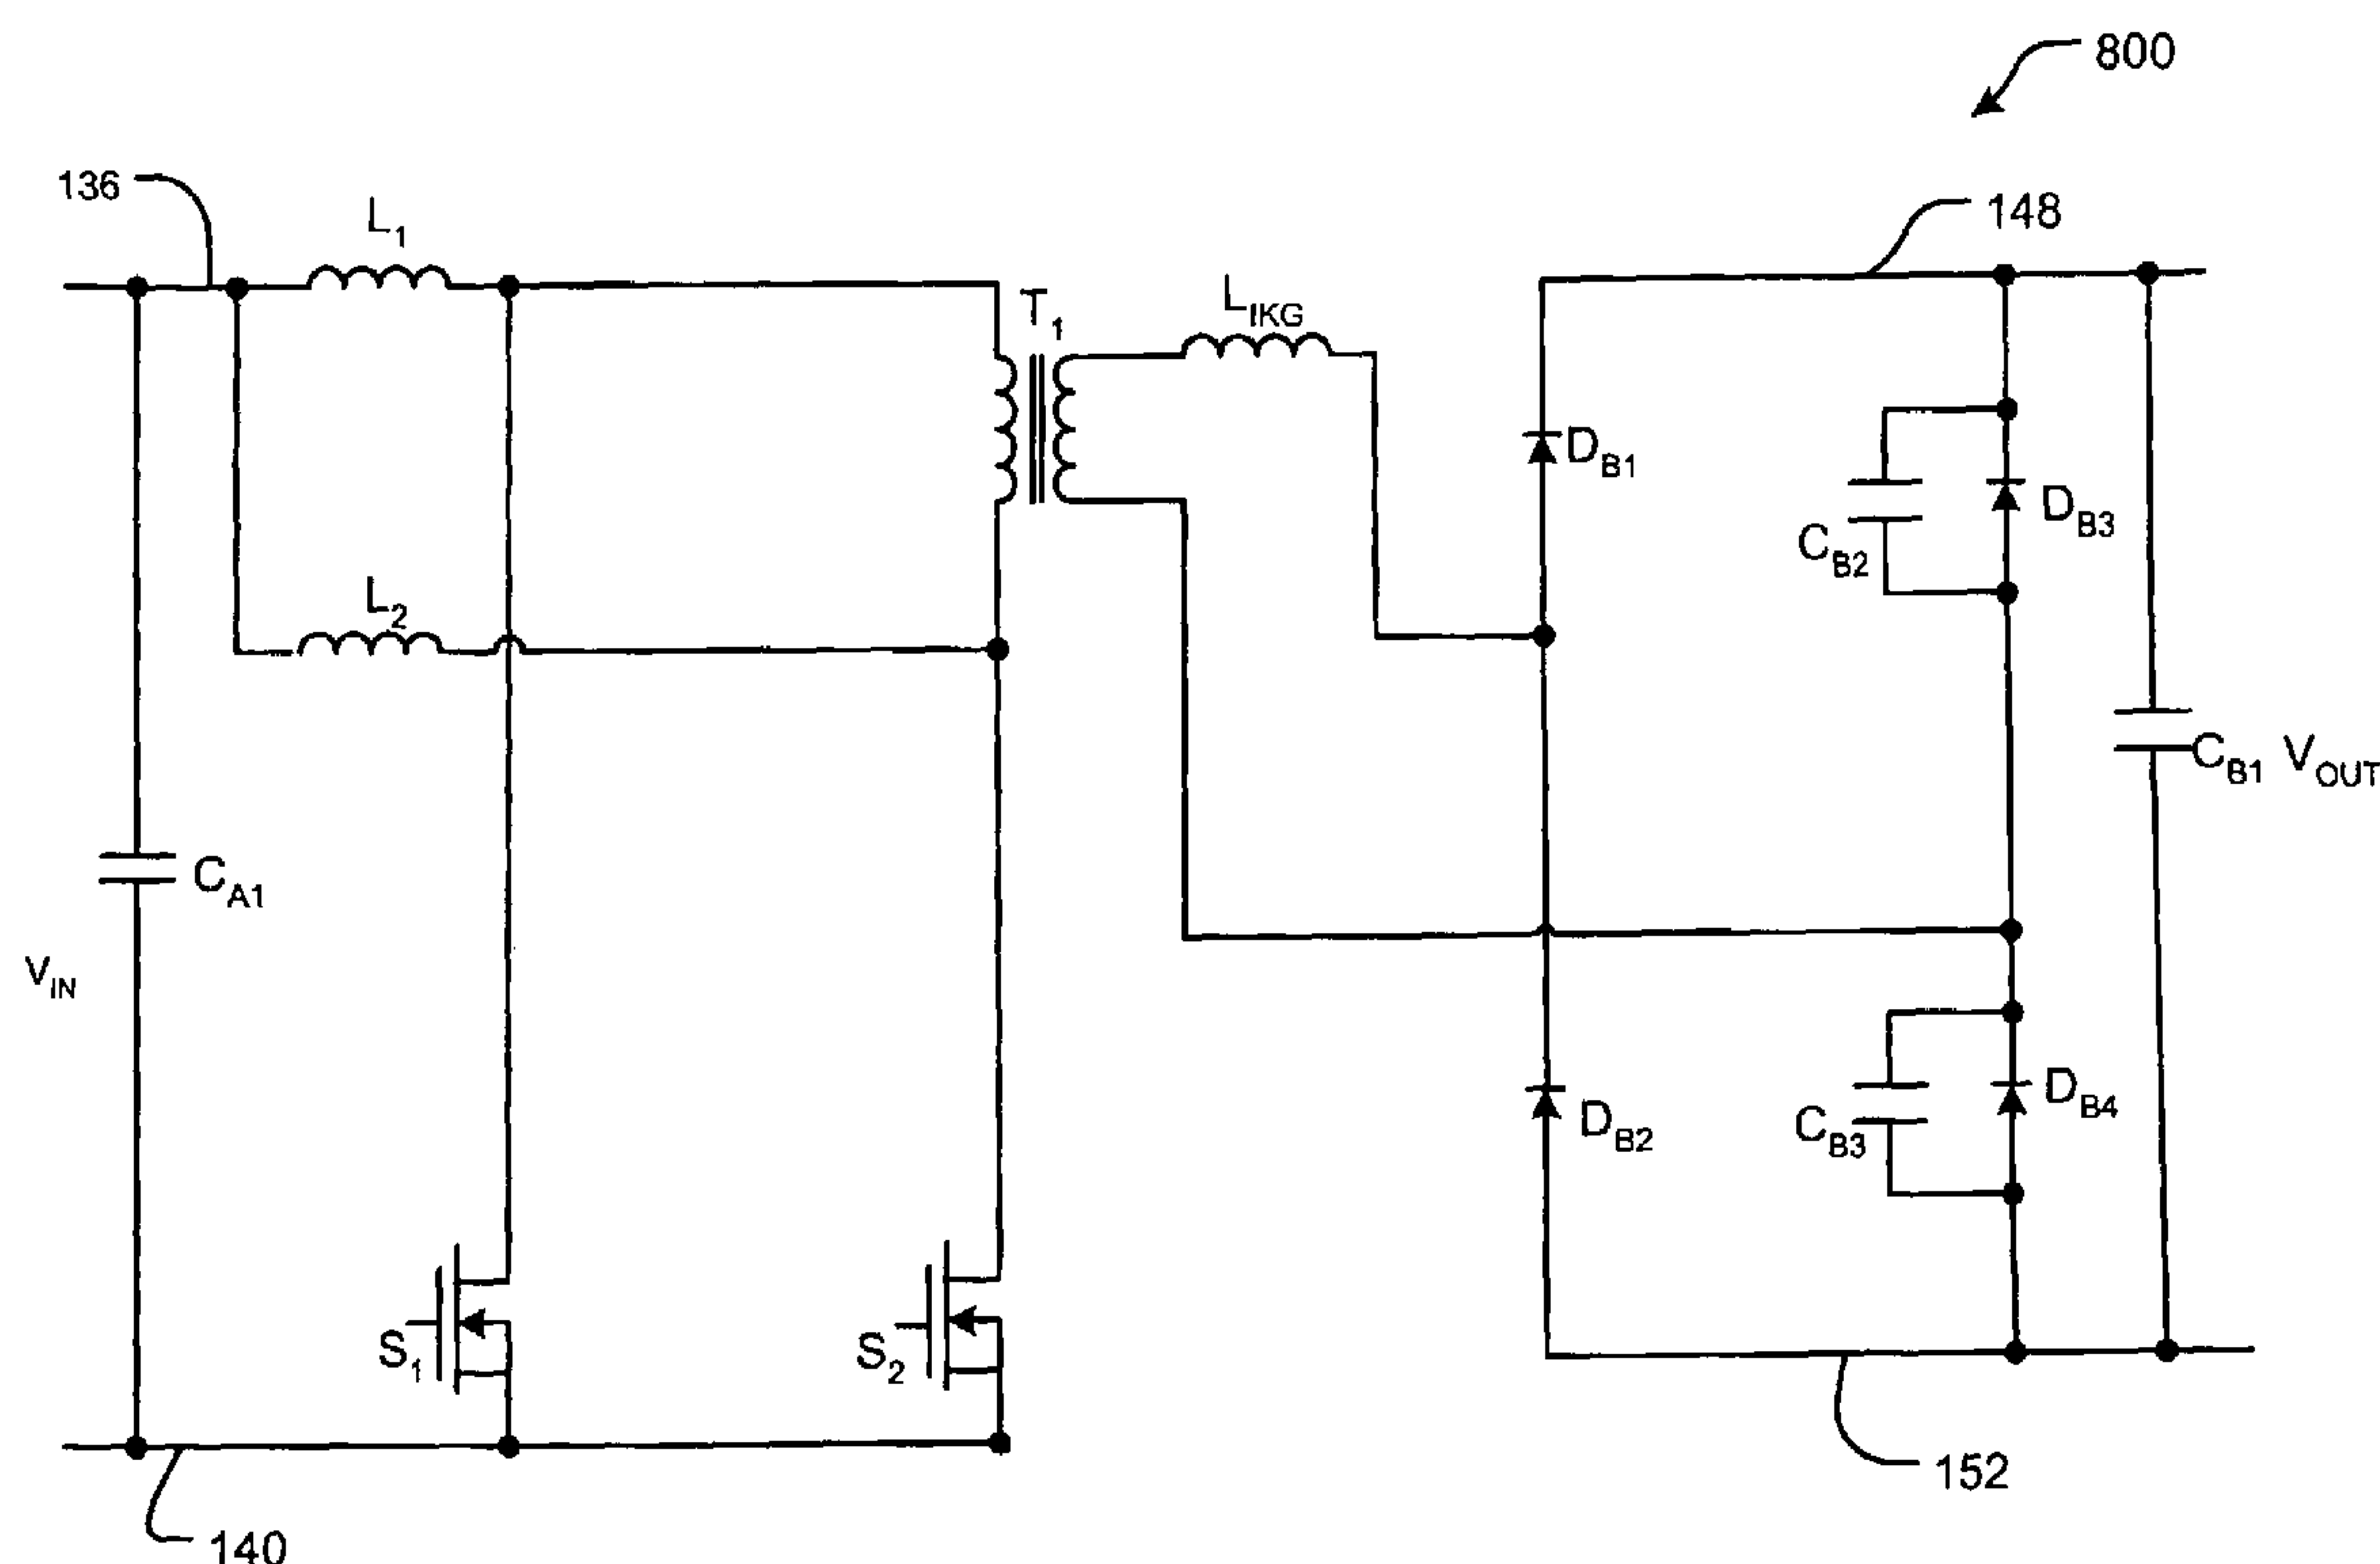 800
136
L1
148
T1
LIKG
DB1
DB3
CB2
L2
CB1 VOUT
CA1
VIN
DB4
CB3
DB2
S1
S2
152
140